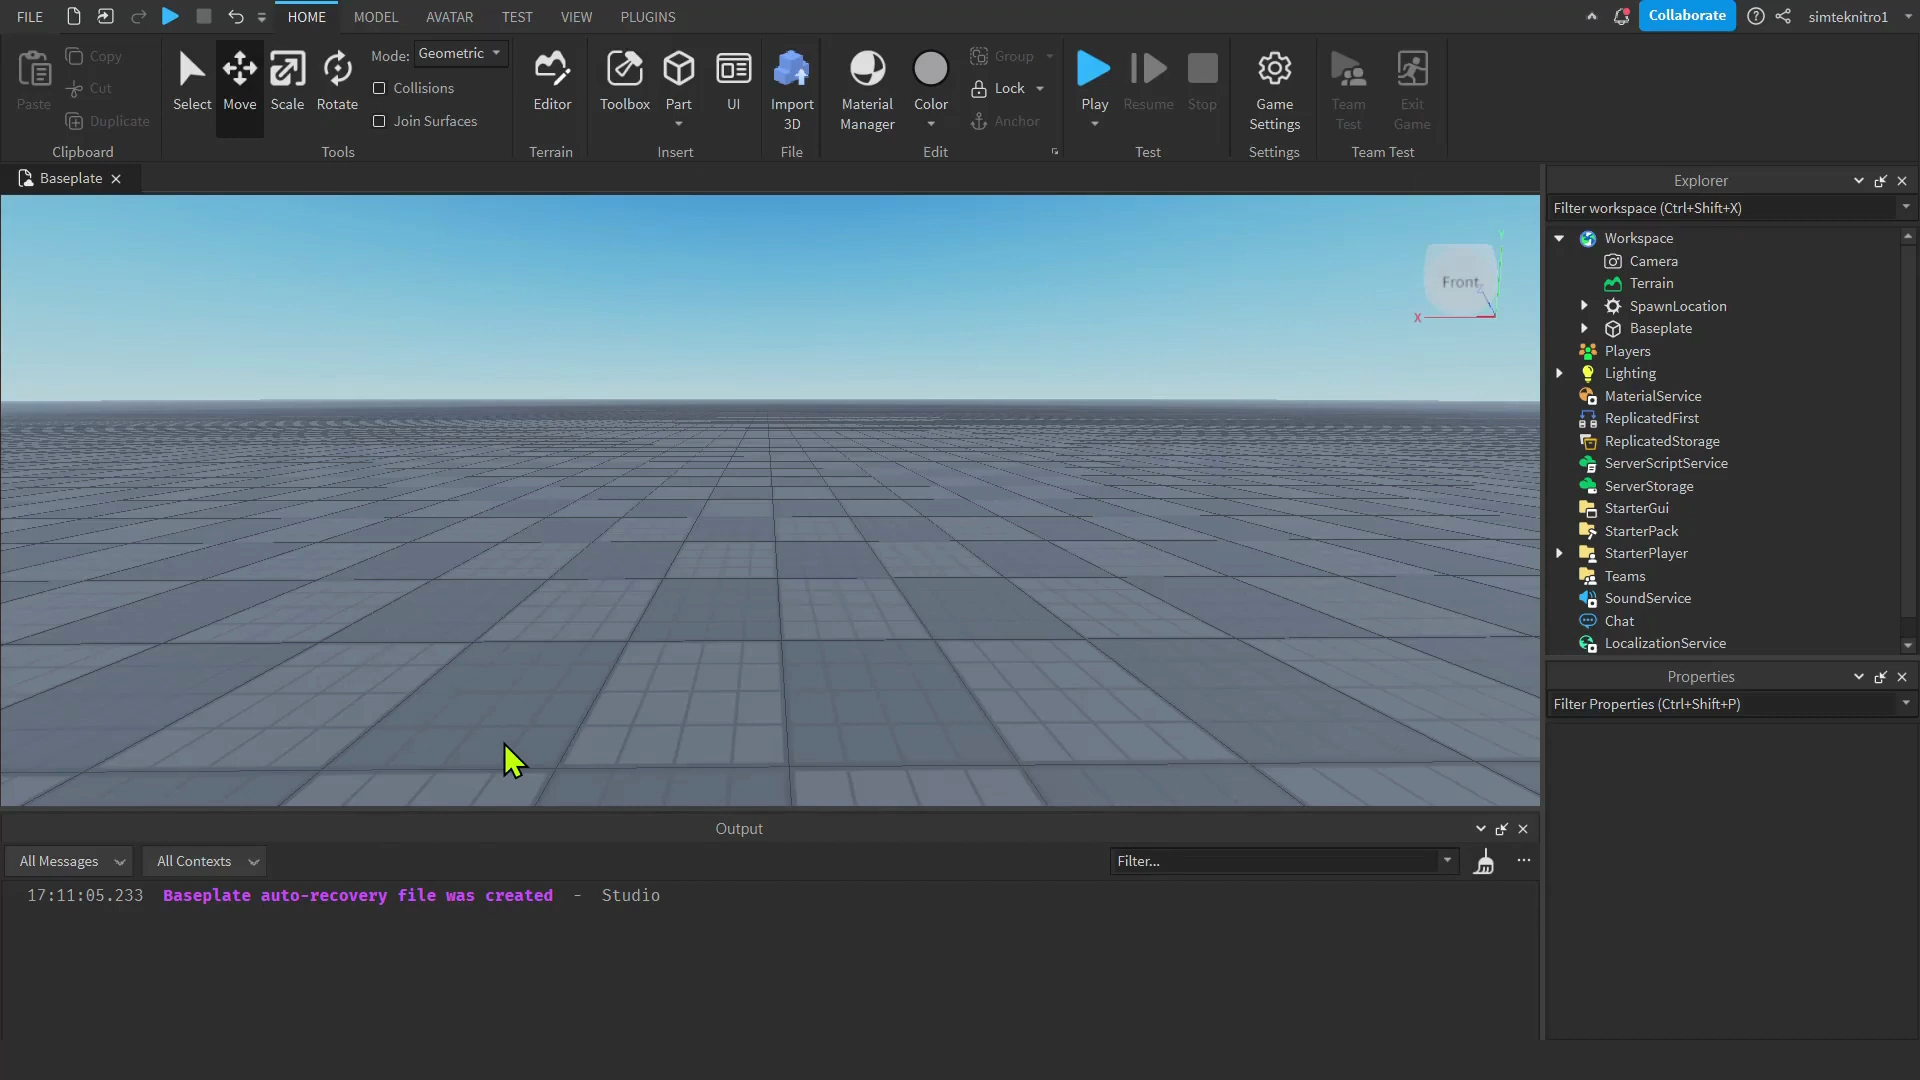 FILE HOME MODEL AVATAR TEST VIEW PLUGINS Collaborate simteknitro1
Paste
Copy
Cut
Duplicate
Clipboard
Select Move Scale Rotate
Mode: Geometric
Collisions
Join Surfaces
Tools
Editor
Terrain
Toolbox Part UI
Insert
Import
3D
File
Material
Manager
Color
Group
Lock
Anchor
Edit
Play Resume Stop
Test
Game
Settings
Settings
Team
Test
Exit
Game
Team Test
Baseplate
Front
X
Y
Z
Explorer
Filter workspace (Ctrl+Shift+X)
Workspace
Camera
Terrain
SpawnLocation
Baseplate
Players
Lighting
MaterialService
ReplicatedFirst
ReplicatedStorage
ServerScriptService
ServerStorage
StarterGui
StarterPack
StarterPlayer
Teams
SoundService
Chat
LocalizationService
Properties
Filter Properties (Ctrl+Shift+P)
Output
All Messages All Contexts Filter...
17:11:05.233 Baseplate auto-recovery file was created - Studio